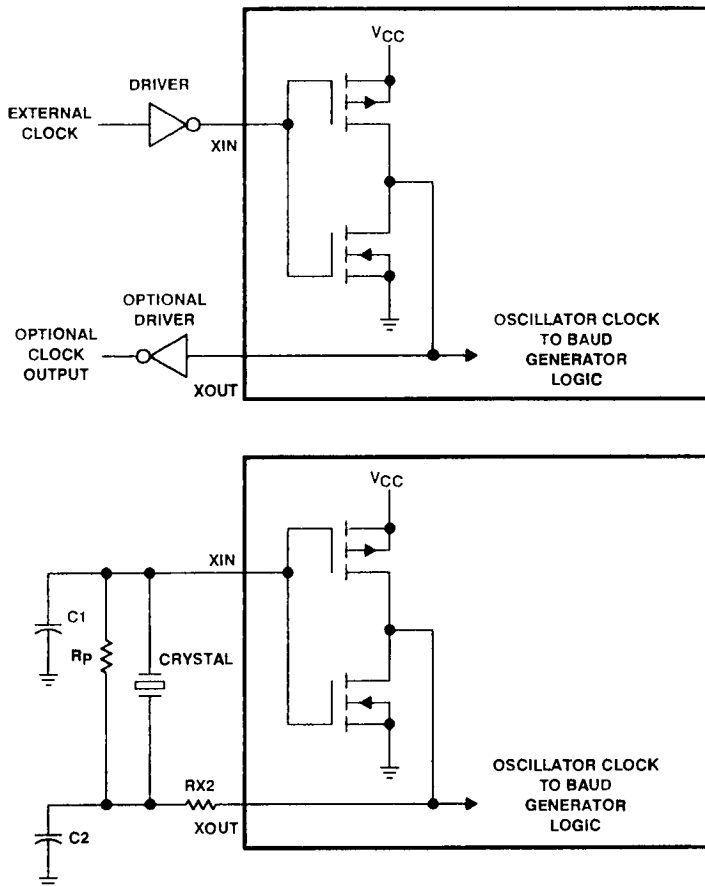 VCC
DRIVER
EXTERNAL
CLOCK
XIN
OPTIONAL
DRIVER
OPTIONAL
CLOCK
OUTPUT
XOUT
OSCILLATOR CLOCK
TO BAUD
GENERATOR
LOGIC
VCC
XIN
C1
Rp
CRYSTAL
RX2
XOUT
C2
OSCILLATOR CLOCK
TO BAUD
GENERATOR
LOGIC